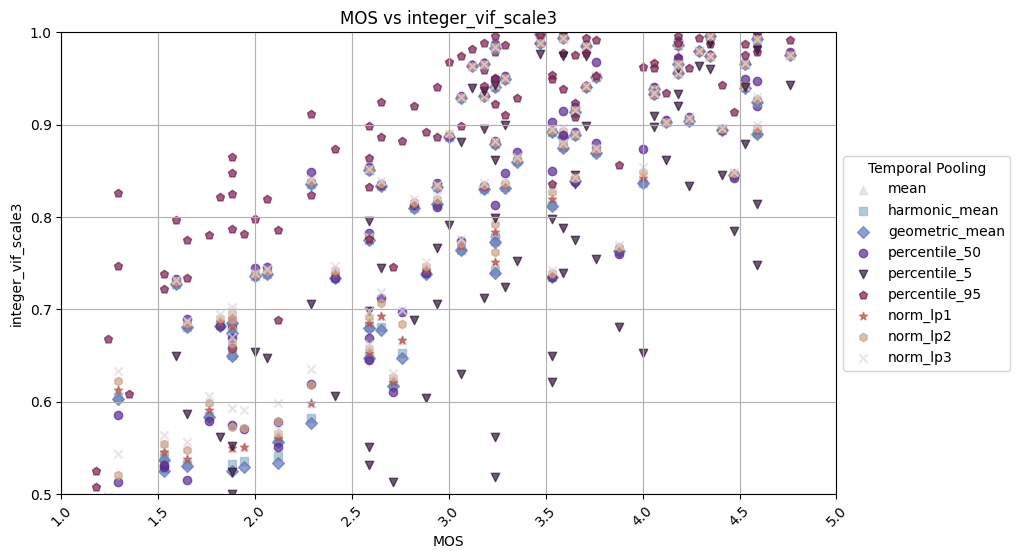 MOS vs integer_vif_scale3
1.0
0.9
0.8
0.7
0.6
0.5
integer_vif_scale3
1.0
1.5
2.0
2.5
3.0
3.5
4.0
4.5
5.0
MOS
Temporal Pooling
mean
harmonic_mean
geometric_mean
percentile_50
percentile_5
percentile_95
norm_lp1
norm_lp2
norm_lp3